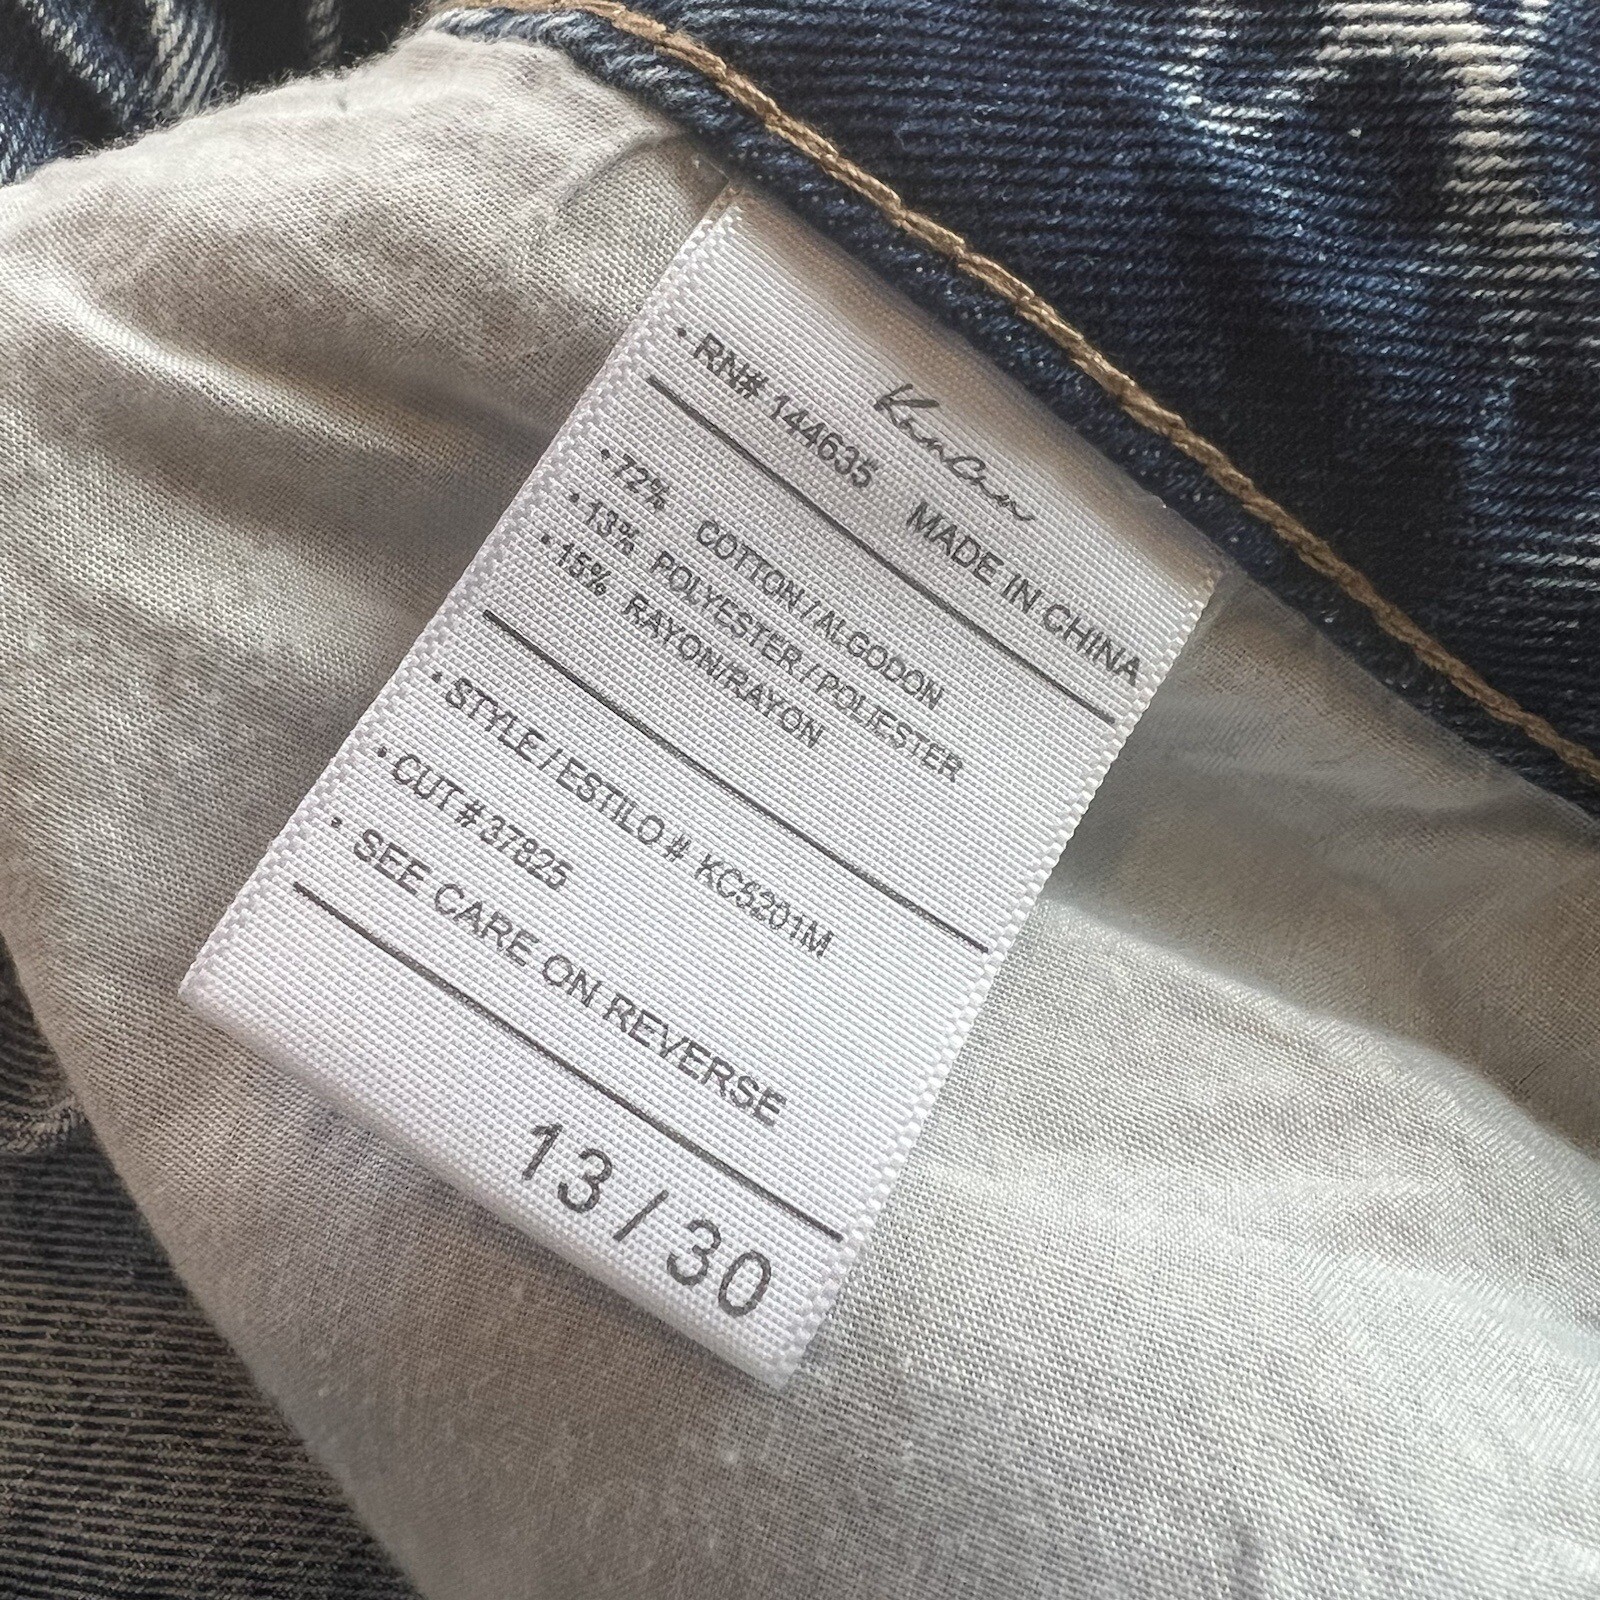 KanCan
• RN# 144635 MADE IN CHINA
• 72% COTTON / ALGODON
• 13% POLYESTER / POLIESTER
• 15% RAYON/RAYON
• STYLE / ESTILO # KC5201M
• CUT # 37825
• SEE CARE ON REVERSE
13 / 30